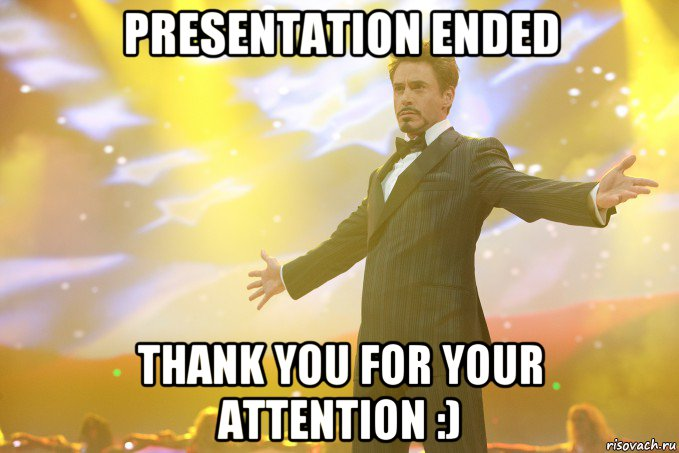 PRESENTATION ENDED
THANK YOU FOR YOUR
ATTENTION :)
risovach.ru